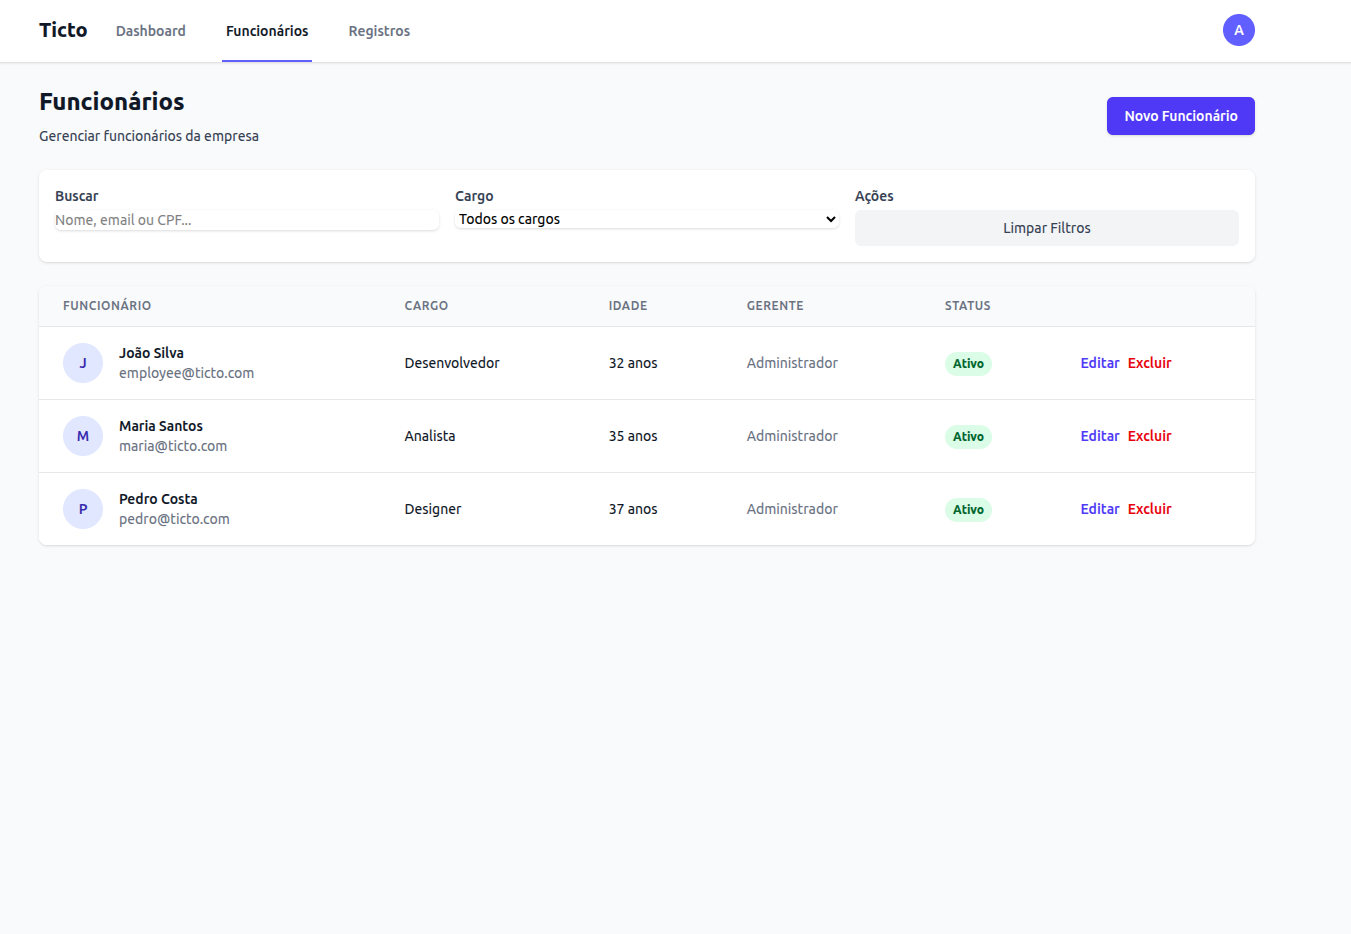 Ticto Dashboard Funcionários Registros A
Funcionários
Gerenciar funcionários da empresa
Novo Funcionário
Buscar Cargo Ações
Nome, email ou CPF... Todos os cargos Limpar Filtros
FUNCIONÁRIO CARGO IDADE GERENTE STATUS
J João Silva Desenvolvedor 32 anos Administrador Ativo Editar Excluir
employee@ticto.com
M Maria Santos Analista 35 anos Administrador Ativo Editar Excluir
maria@ticto.com
P Pedro Costa Designer 37 anos Administrador Ativo Editar Excluir
pedro@ticto.com